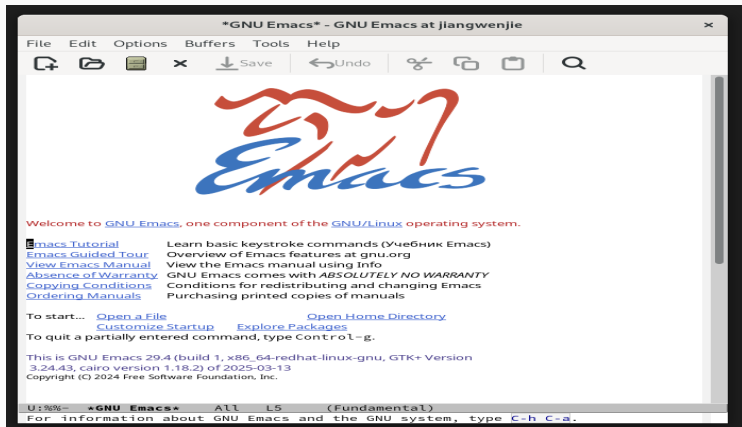 *GNU Emacs* - GNU Emacs at jiangwenjie ×
File Edit Options Buffers Tools Help
Save Undo
Emacs
Welcome to GNU Emacs, one component of the GNU/Linux operating system.
Emacs Tutorial Learn basic keystroke commands (Учебник Emacs)
Emacs Guided Tour Overview of Emacs features at gnu.org
View Emacs Manual View the Emacs manual using Info
Absence of Warranty GNU Emacs comes with ABSOLUTELY NO WARRANTY
Copying Conditions Conditions for redistributing and changing Emacs
Ordering Manuals Purchasing printed copies of manuals
To start... Open a File Open Home Directory
Customize Startup Explore Packages
To quit a partially entered command, type Control-g.
This is GNU Emacs 29.4 (build 1, x86_64-redhat-linux-gnu, GTK+ Version
3.24.43, cairo version 1.18.2) of 2025-03-13
Copyright (C) 2024 Free Software Foundation, Inc.
U:%%- *GNU Emacs* All L5 (Fundamental)
For information about GNU Emacs and the GNU system, type C-h C-a.